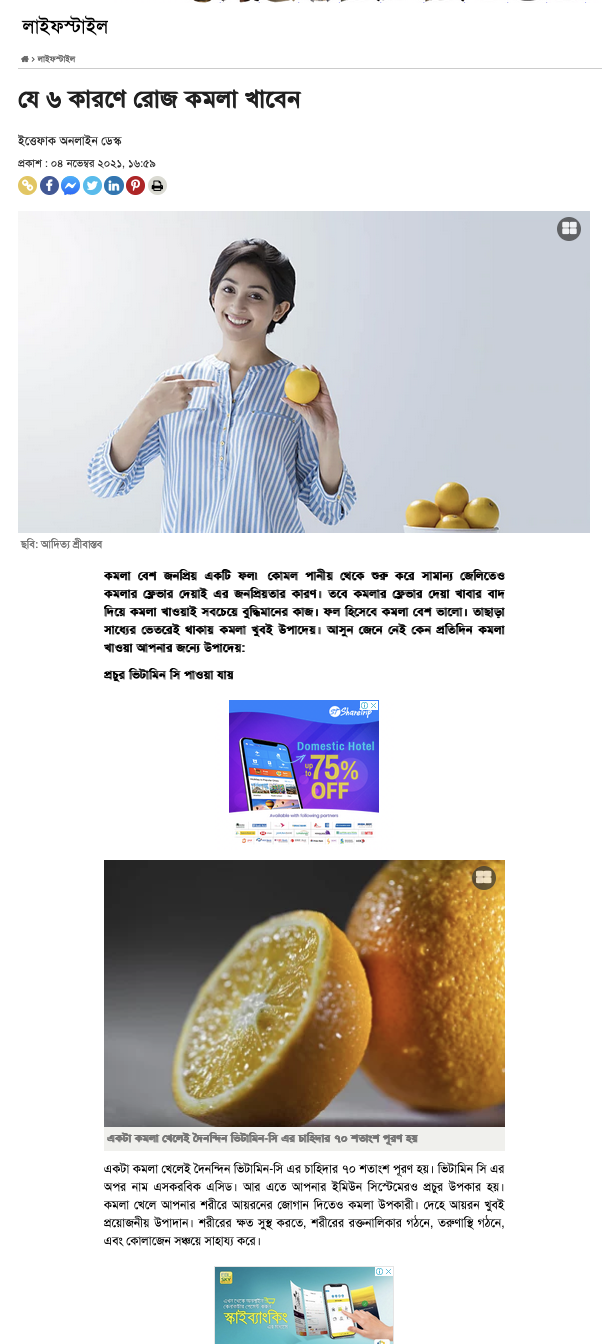 লাইফস্টাইল
লাইফস্টাইল
যে ৬ কারণে রোজ কমলা খাবেন
ইত্তেফাক অনলাইন ডেস্ক
প্রকাশ : ০৪ নভেম্বর ২০২১, ১৬:৫৯
ছবি: আদিত্য শ্রীবাস্তব
কমলা বেশ জনপ্রিয় একটি ফল৷ কোমল পানীয় থেকে শুরু করে সামান্য জেলিতেও
কমলার ফ্লেভার দেয়াই এর জনপ্রিয়তার কারণ। তবে কমলার ফ্লেভার দেয়া খাবার বাদ
দিয়ে কমলা খাওয়াই সবচেয়ে বুদ্ধিমানের কাজ। ফল হিসেবে কমলা বেশ ভালো। তাছাড়া
সাধ্যের ভেতরেই থাকায় কমলা খুবই উপাদেয়। আসুন জেনে নেই কেন প্রতিদিন কমলা
খাওয়া আপনার জন্যে উপাদেয়:
প্রচুর ভিটামিন সি পাওয়া যায়
ST ShareTrip
Domestic Hotel
up to 75% OFF
Available with following partners
একটা কমলা খেলেই দৈনন্দিন ভিটামিন-সি এর চাহিদার ৭০ শতাংশ পূরণ হয়
একটা কমলা খেলেই দৈনন্দিন ভিটামিন-সি এর চাহিদার ৭০ শতাংশ পূরণ হয়। ভিটামিন সি এর
অপর নাম এসকরবিক এসিড। আর এতে আপনার ইমিউন সিস্টেমেরও প্রচুর উপকার হয়।
কমলা খেলে আপনার শরীরে আয়রনের জোগান দিতেও কমলা উপকারী। দেহে আয়রন খুবই
প্রয়োজনীয় উপাদান। শরীরের ক্ষত সুস্থ করতে, শরীরের রক্তনালিকার গঠনে, তরুণাস্থি গঠনে,
এবং কোলাজেন সঞ্চয়ে সাহায্য করে।
স্কাইব্যাংকিং